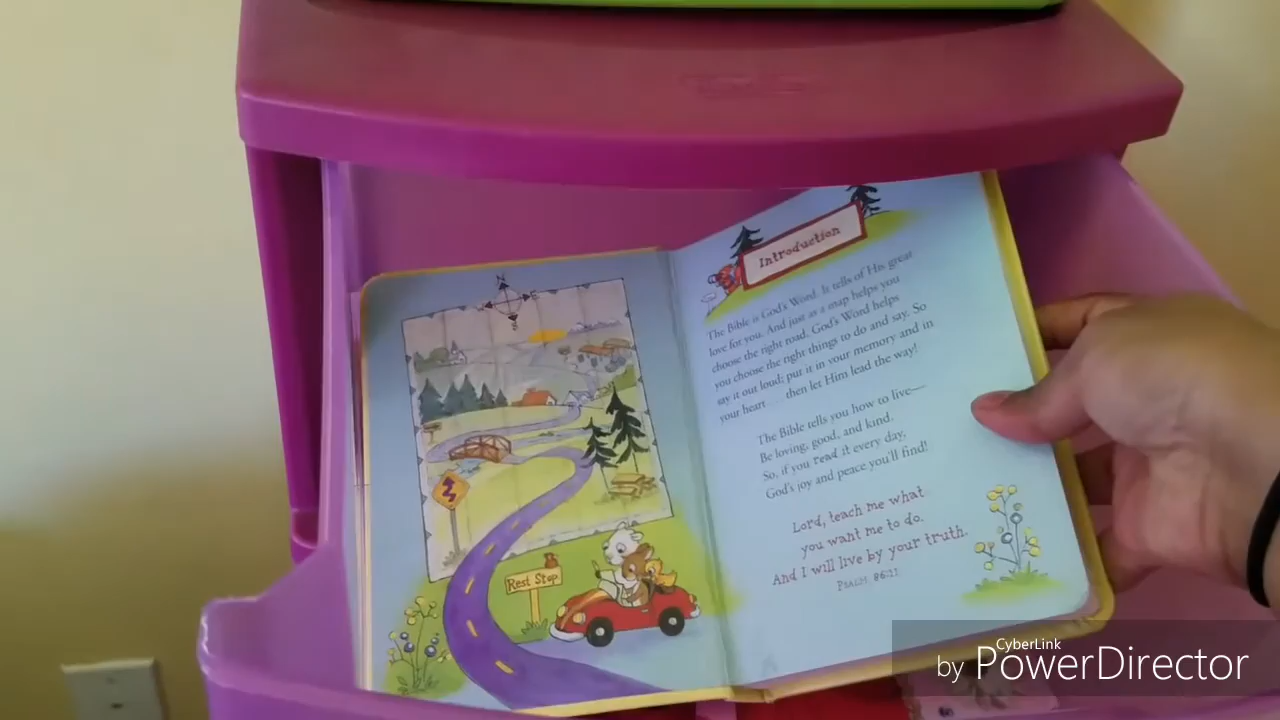 N
S
Rest Stop
Introduction
The Bible is God's Word. It tells of His great
love for you. And just as a map helps you
choose the right road, God's Word helps
you choose the right things to do and say. So
say it out loud; put it in your memory and in
your heart . . . then let Him lead the way!
The Bible tells you how to live—
Be loving, good, and kind.
So, if you read it every day,
God's joy and peace you'll find!
Lord, teach me what
you want me to do.
And I will live by your truth.
PSALM 86:11
CyberLink
by PowerDirector